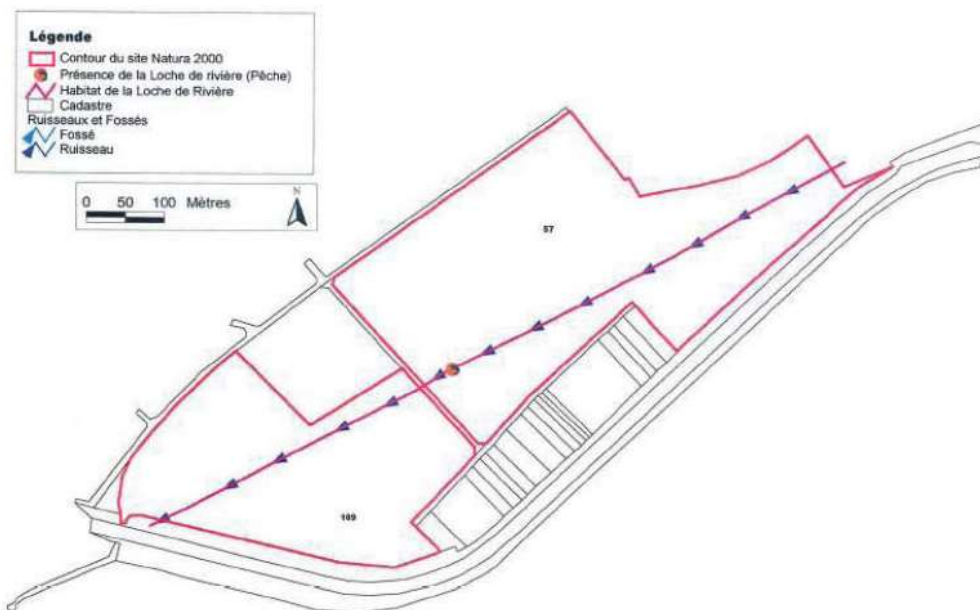 Légende
Contour du site Natura 2000
Présence de la Loche de rivière (Pêche)
Habitat de la Loche de Rivière
Cadastre
Ruisseaux et Fossés
Fossé
Ruisseau
0 50 100 Mètres
N
57
109